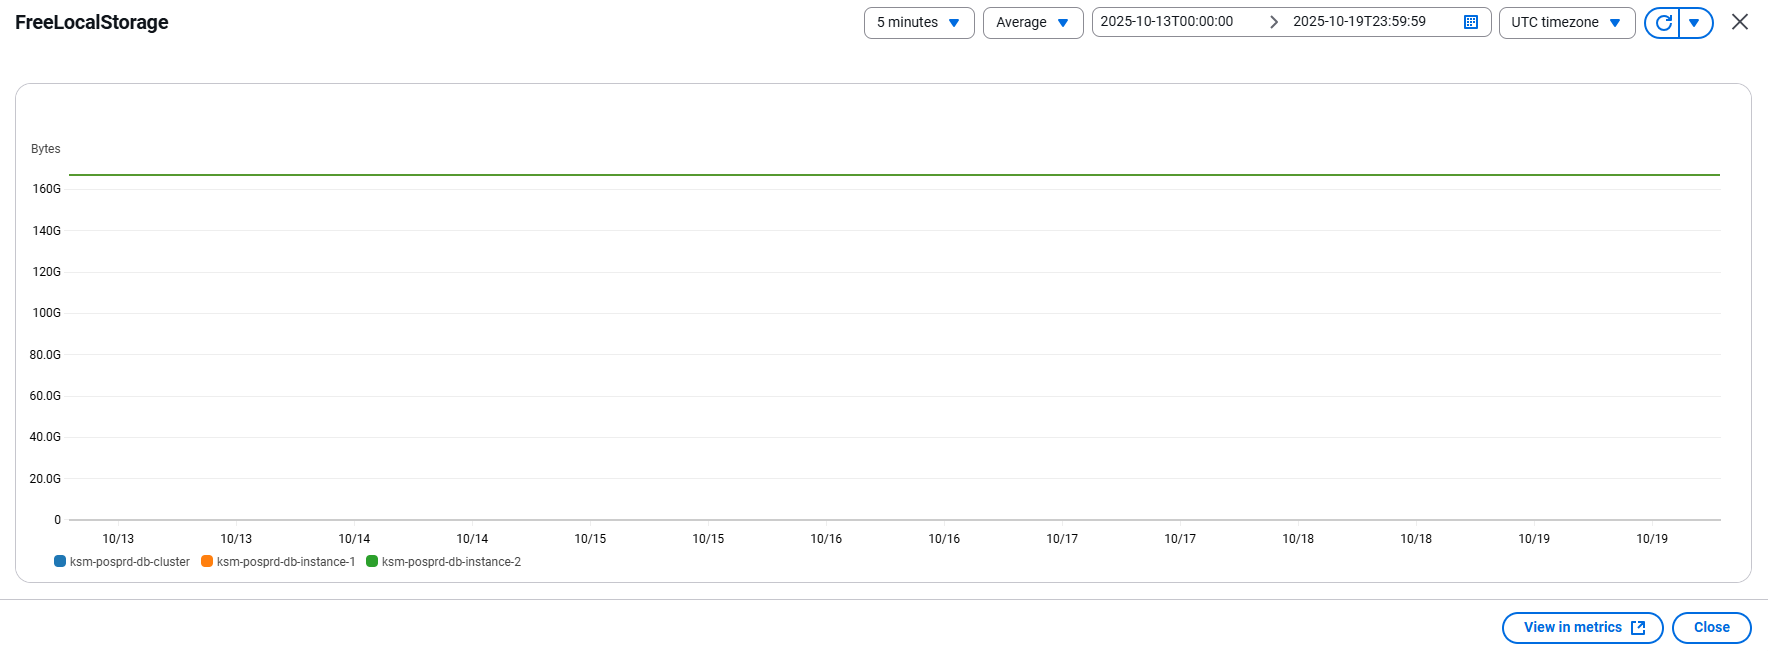 FreeLocalStorage
5 minutes
Average
2025-10-13T00:00:00
2025-10-19T23:59:59
UTC timezone
Bytes
160G
140G
120G
100G
80.0G
60.0G
40.0G
20.0G
0
10/13 10/13 10/14 10/14 10/15 10/15 10/16 10/16 10/17 10/17 10/18 10/18 10/19 10/19
ksm-posprd-db-cluster ksm-posprd-db-instance-1 ksm-posprd-db-instance-2
View in metrics
Close